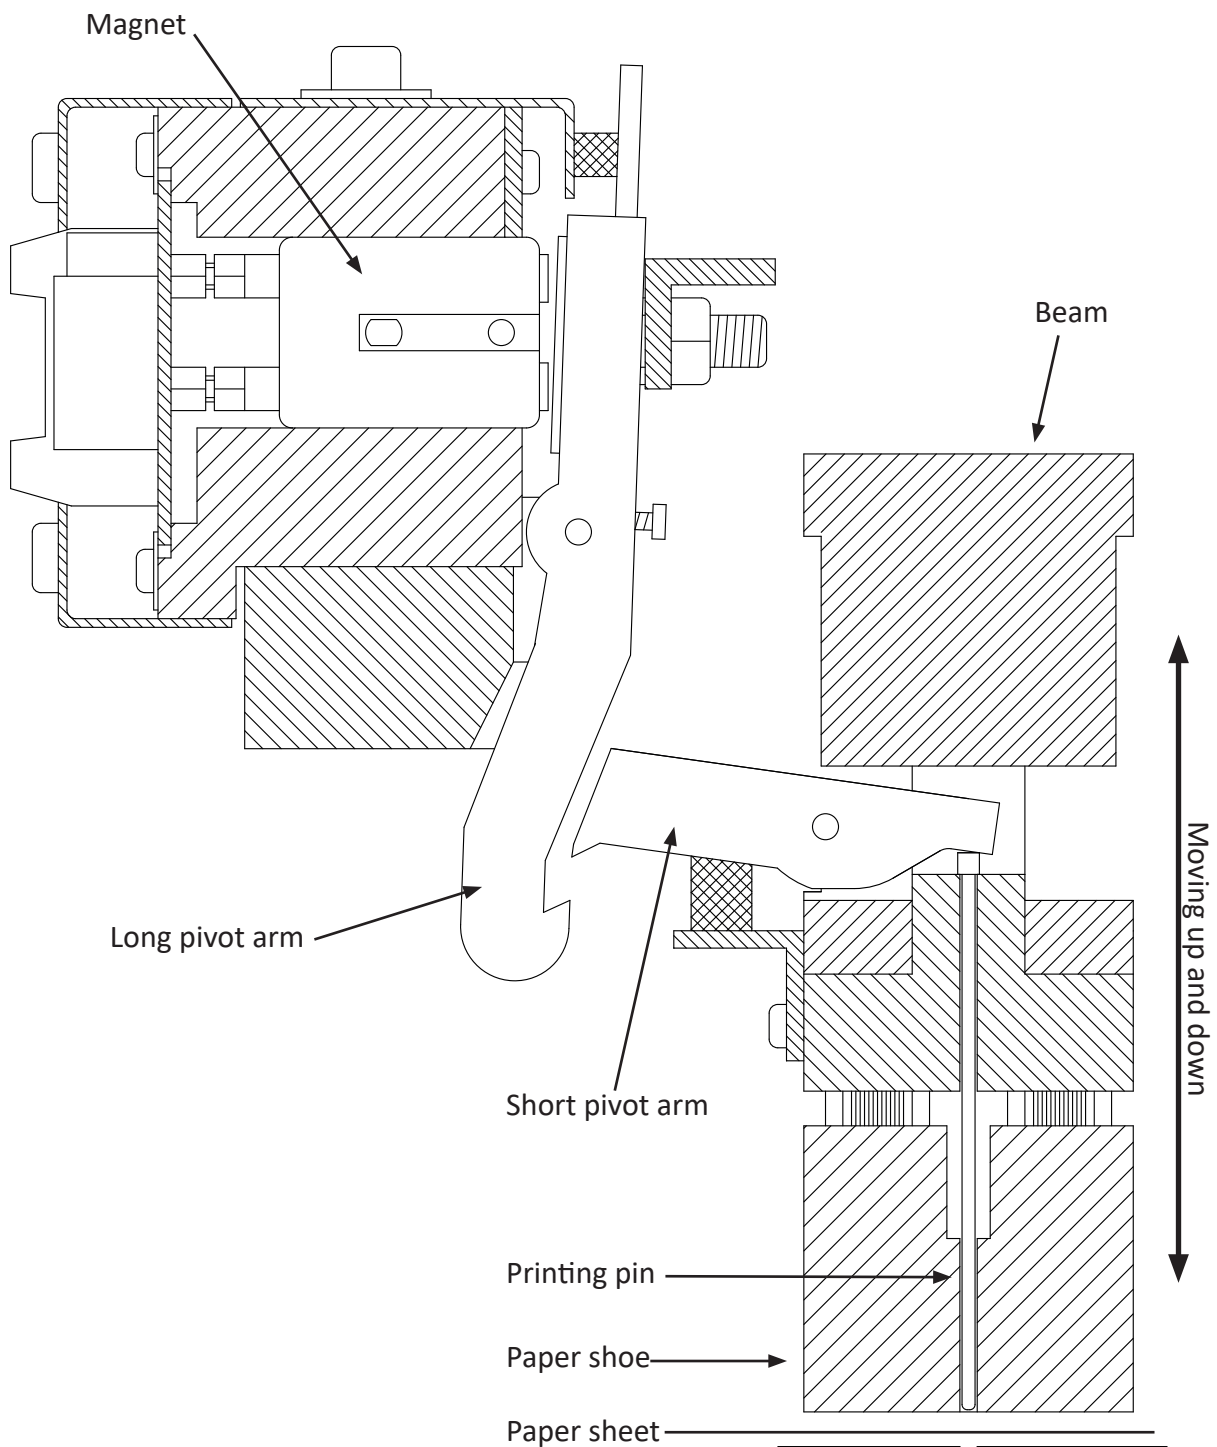 Magnet
Beam
Moving up and down
Long pivot arm
Short pivot arm
Printing pin
Paper shoe
Paper sheet